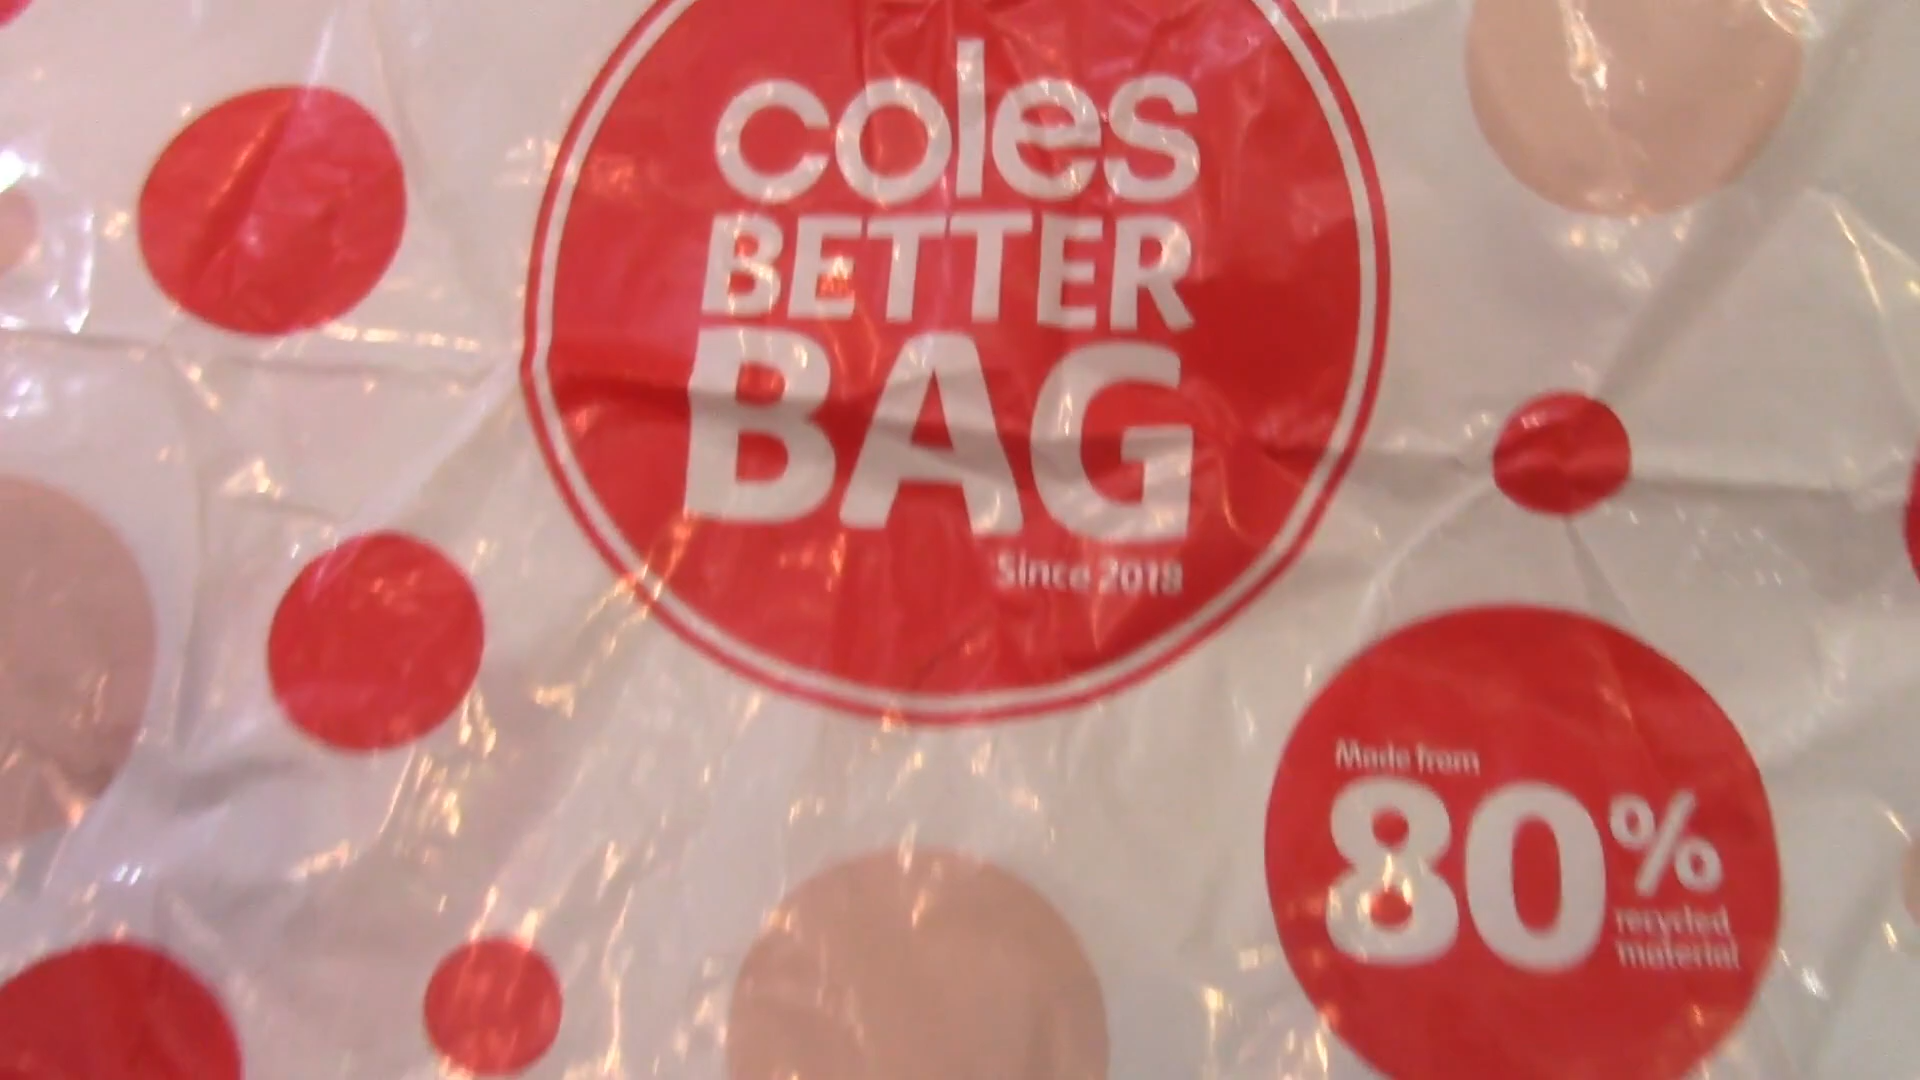 coles
BETTER
BAG
Since 2018
Made from
80%
recycled
material